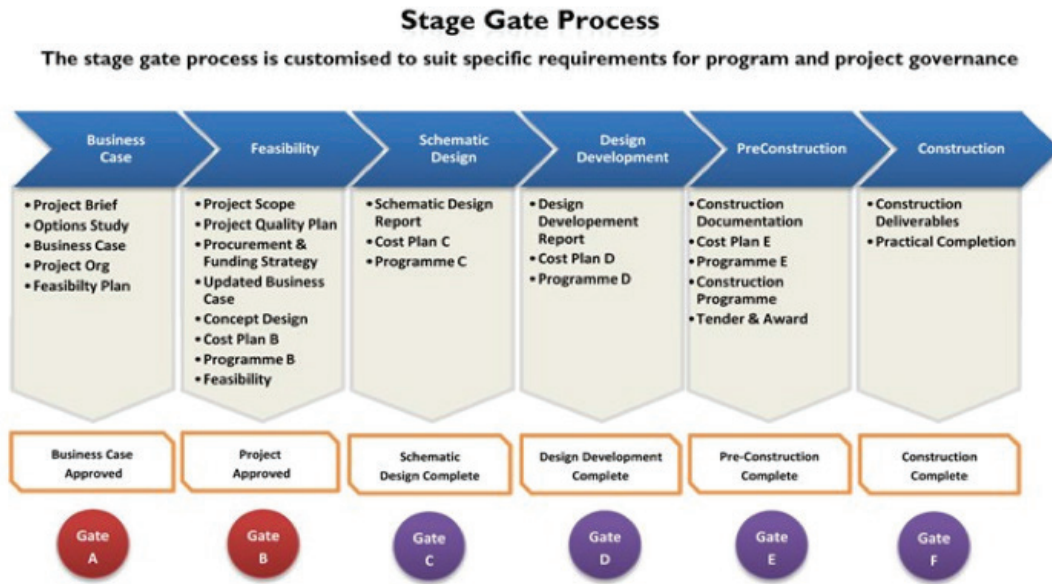 Stage Gate Process
The stage gate process is customised to suit specific requirements for program and project governance
Business
Case
Feasibility
Schematic
Design
Design
Development
PreConstruction
Construction
• Project Brief
• Options Study
• Business Case
• Project Org
• Feasibilty Plan
• Project Scope
• Project Quality Plan
• Procurement &
Funding Strategy
• Updated Business
Case
• Concept Design
• Cost Plan B
• Programme B
• Feasibility
• Schematic Design
Report
• Cost Plan C
• Programme C
• Design
Developement
Report
• Cost Plan D
• Programme D
• Construction
Documentation
• Cost Plan E
• Programme E
• Construction
Programme
• Tender & Award
• Construction
Deliverables
• Practical Completion
Business Case
Approved
Project
Approved
Schematic
Design Complete
Design Development
Complete
Pre-Construction
Complete
Construction
Complete
Gate
A
Gate
B
Gate
C
Gate
D
Gate
E
Gate
F